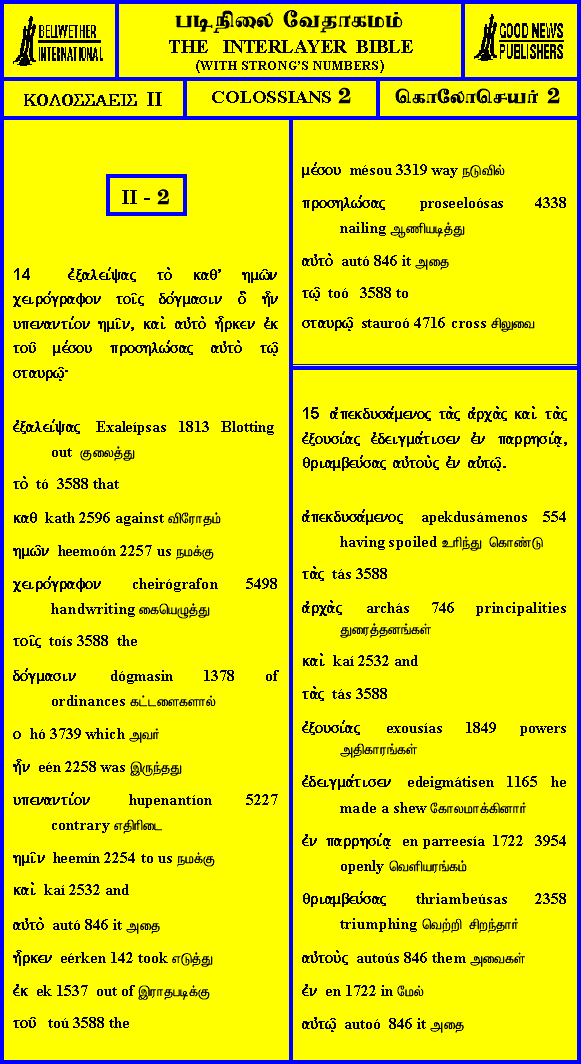 BELLWETHER
INTERNATIONAL
படிநிலை வேதாகமம்
THE INTERLAYER BIBLE
(WITH STRONG'S NUMBERS)
GOOD NEWS
PUBLISHERS
ΚΟΛΟΣΣΑΕΙΣ II
COLOSSIANS 2
கொலோசெயர் 2
II - 2
14 ἐξαλείψας τὸ καθ' ημῶν
χειρόγραφον τοῖς δόγμασιν ὃ ἦν
υπεναντίον ημῖν, καὶ αὐτὸ ἦρκεν ἐκ
τοῦ μέσου προσηλώσας αὐτὸ τῷ
σταυρῷ·
ἐξαλείψας Exaleípsas 1813 Blotting
out குலைத்து
τὸ tó 3588 that
καθ kath 2596 against விரோதம்
ημῶν heemoón 2257 us நமக்கு
χειρόγραφον cheirógrafon 5498
handwriting கையெழுத்து
τοῖς toís 3588 the
δόγμασιν dógmasin 1378 of
ordinances கட்டளைகளால்
ο hó 3739 which அவர்
ἦν eén 2258 was இருந்தது
υπεναντίον hupenantíon 5227
contrary எதிரிடை
ημῖν heemín 2254 to us நமக்கு
καὶ kaí 2532 and
αὐτὸ autó 846 it அதை
ἦρκεν eérken 142 took எடுத்து
ἐκ ek 1537 out of இராதபடிக்கு
τοῦ toú 3588 the
μέσου mésou 3319 way நடுவில்
προσηλώσας proseeloósas 4338
nailing ஆணியடித்து
αὐτὸ autó 846 it அதை
τῷ toó 3588 to
σταυρῷ stauroó 4716 cross சிலுவை
15 ἀπεκδυσάμενος τὰς ἀρχὰς καὶ τὰς
ἐξουσίας ἐδειγμάτισεν ἐν παρρησίᾳ,
θριαμβεύσας αὐτοὺς ἐν αὐτῷ.
ἀπεκδυσάμενος apekdusámenos 554
having spoiled உரிந்து கொண்டு
τὰς tás 3588
ἀρχὰς archás 746 principalities
துரைத்தனங்கள்
καὶ kaí 2532 and
τὰς tás 3588
ἐξουσίας exousías 1849 powers
அதிகாரங்கள்
ἐδειγμάτισεν edeigmátisen 1165 he
made a shew கோலமாக்கினார்
ἐν παρρησίᾳ en parreesía 1722 3954
openly வெளியரங்கம்
θριαμβεύσας thriambeúsas 2358
triumphing வெற்றி சிறந்தார்
αὐτοὺς autoús 846 them அவைகள்
ἐν en 1722 in மேல்
αὐτῷ autoó 846 it அதை